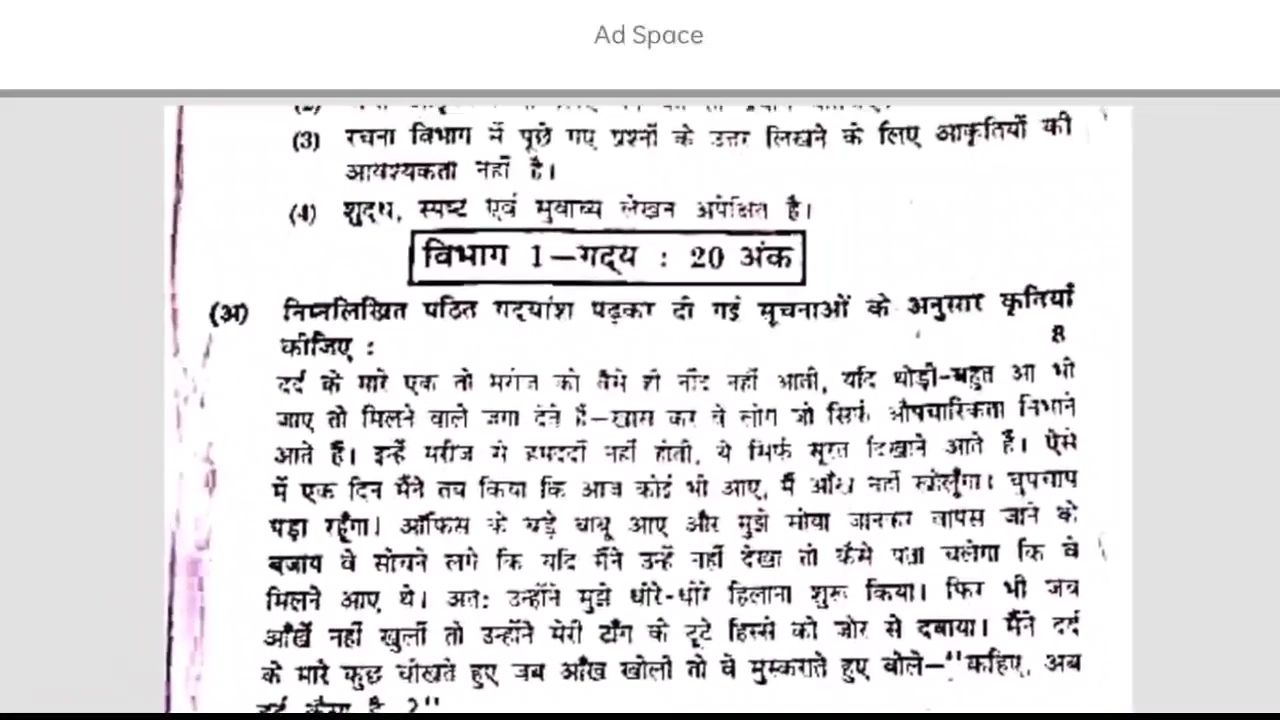 Ad Space
(3) रचना विभाग में पूछे गए प्रश्नों के उत्तर लिखने के लिए आकृतियों की
आवश्यकता नहीं है।
(4) शुद्ध, स्पष्ट एवं सुवाच्य लेखन अपेक्षित है।
विभाग 1–गद्य : 20 अंक
(अ) निम्नलिखित पठित गद्यांश पढ़कर दी गई सूचनाओं के अनुसार कृतियाँ
कीजिए : 8
दर्द के मारे एक तो मरीज को वैसे ही नींद नहीं आती, यदि थोड़ी-बहुत आ भी
जाए तो मिलने वाले जगा देते हैं–खास कर वे लोग जो सिर्फ औपचारिकता निभाने
आते हैं। इन्हें मरीज से हमदर्दी नहीं होती, ये सिर्फ सूरत दिखाने आते हैं। ऐसे
में एक दिन मैंने तय किया कि आज कोई भी आए, मैं आँख नहीं खोलूँगा। चुपचाप
पड़ा रहूँगा। ऑफिस के बड़े बाबू आए और मुझे सोया जानकर वापस जाने के
बजाय वे सोचने लगे कि यदि मैंने उन्हें नहीं देखा तो कैसे पता चलेगा कि वे
मिलने आए थे। अतः उन्होंने मुझे धीरे-धीरे हिलाना शुरू किया। फिर भी जब
आँखें नहीं खुलीं तो उन्होंने मेरी टाँग के टूटे हिस्से को जोर से दबाया। मैंने दर्द
के मारे कुछ चीखते हुए जब आँख खोली तो वे मुस्कराते हुए बोले–"कहिए, अब
दर्द कैसा है ?"